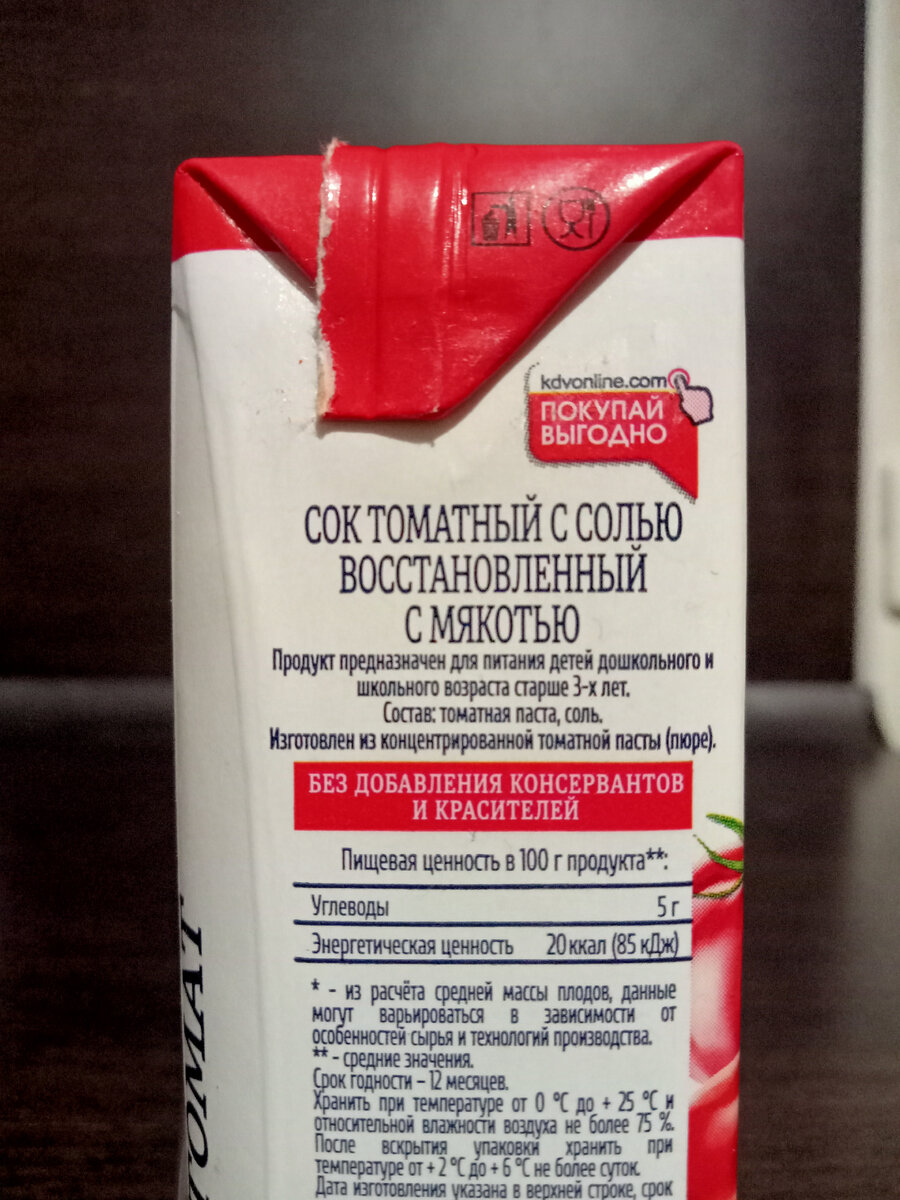 kdvonline.com
ПОКУПАЙ
ВЫГОДНО
СОК ТОМАТНЫЙ С СОЛЬЮ
ВОССТАНОВЛЕННЫЙ
С МЯКОТЬЮ
Продукт предназначен для питания детей дошкольного и
школьного возраста старше 3-х лет.
Состав: томатная паста, соль.
Изготовлен из концентрированной томатной пасты (пюре).
БЕЗ ДОБАВЛЕНИЯ КОНСЕРВАНТОВ
И КРАСИТЕЛЕЙ
Пищевая ценность в 100 г продукта**:
Углеводы 5 г
Энергетическая ценность 20 ккал (85 кДж)
* - из расчёта средней массы плодов, данные
могут варьироваться в зависимости от
особенностей сырья и технологий производства.
** - средние значения.
Срок годности – 12 месяцев.
Хранить при температуре от 0 °С до + 25 °С и
относительной влажности воздуха не более 75 %.
После вскрытия упаковки хранить при
температуре от + 2 °С до + 6 °С не более суток.
Дата изготовления указана в верхней строке, срок
ТОМАТ